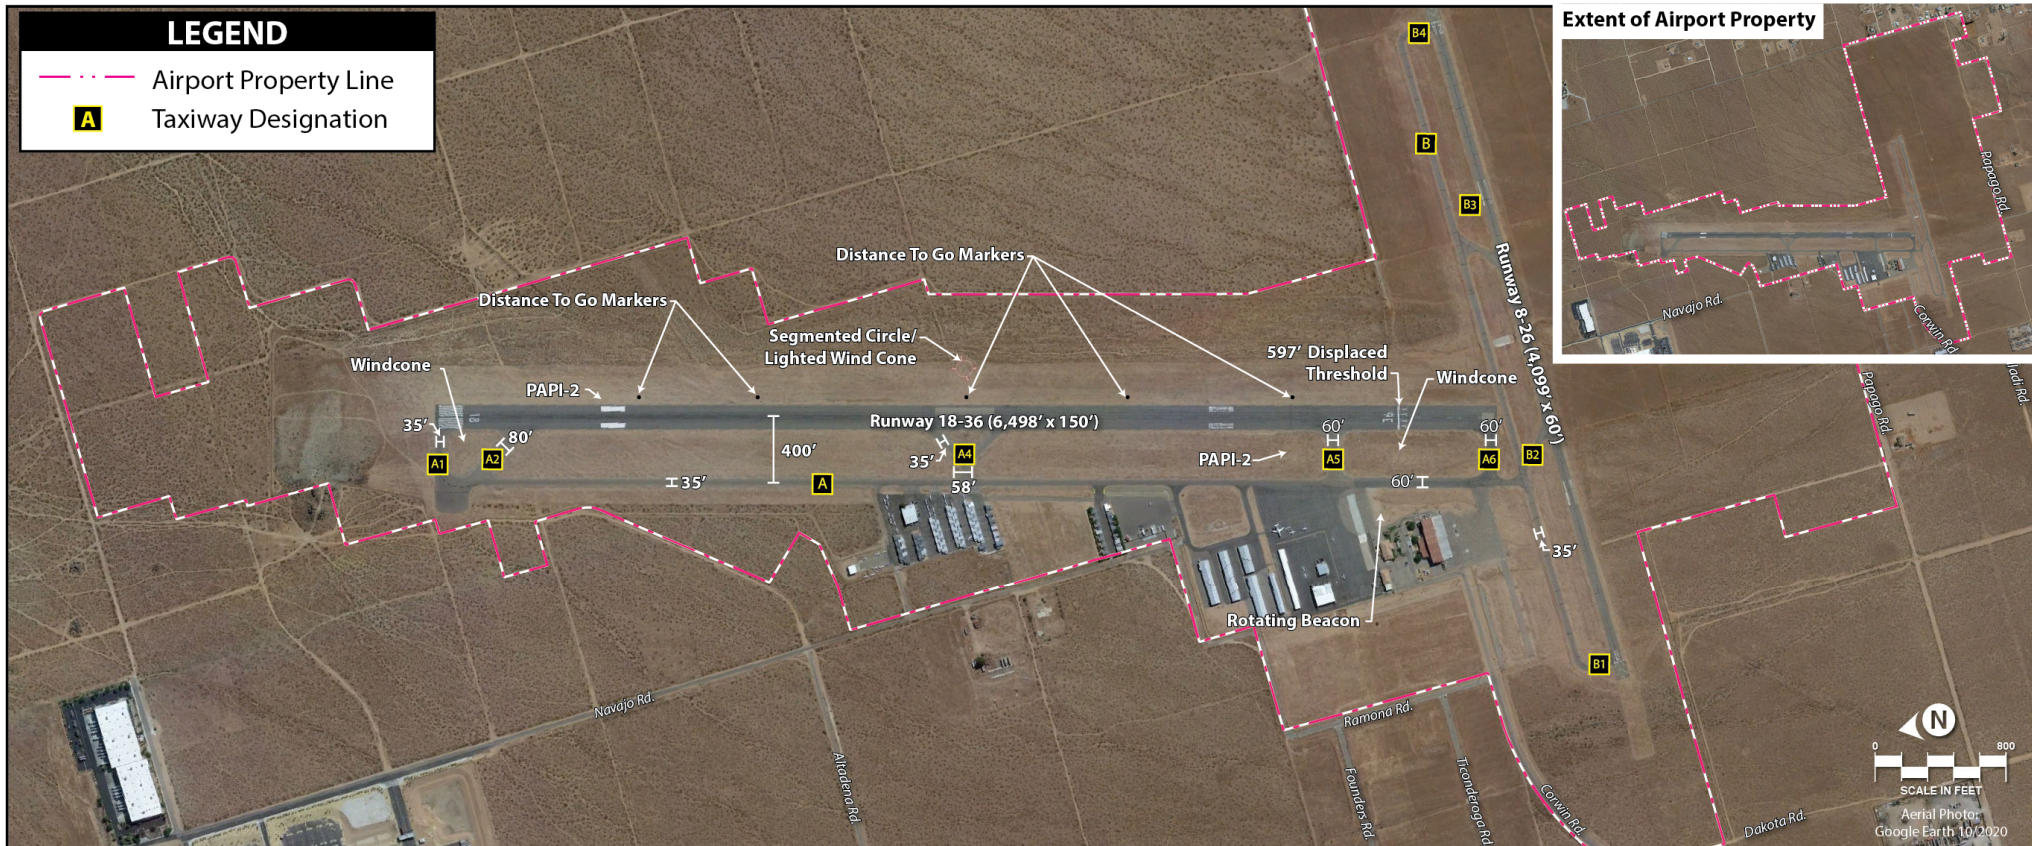 LEGEND
Airport Property Line
A
Taxiway Designation
Extent of Airport Property
Papago Rd.
Navajo Rd.
Corwin Rd.
B4
B
B3
Runway 8-26 (4,099' x 60')
Distance To Go Markers
Distance To Go Markers
Segmented Circle/
Lighted Wind Cone
597' Displaced
Threshold
Windcone
Windcone
PAPI-2
18
36
Runway 18-36 (6,498' x 150')
35'
80'
400'
35'
60'
60'
A1
A2
A4
A5
A6
B2
PAPI-2
35'
A
58'
60'
35'
Rotating Beacon
B1
Papago Rd.
Navajo Rd.
Altadena Rd.
Ramona Rd.
Founders Rd.
Ticonderoga Rd.
Corwin Rd.
Dakota Rd.
N
0 800
SCALE IN FEET
Aerial Photo:
Google Earth 10/2020